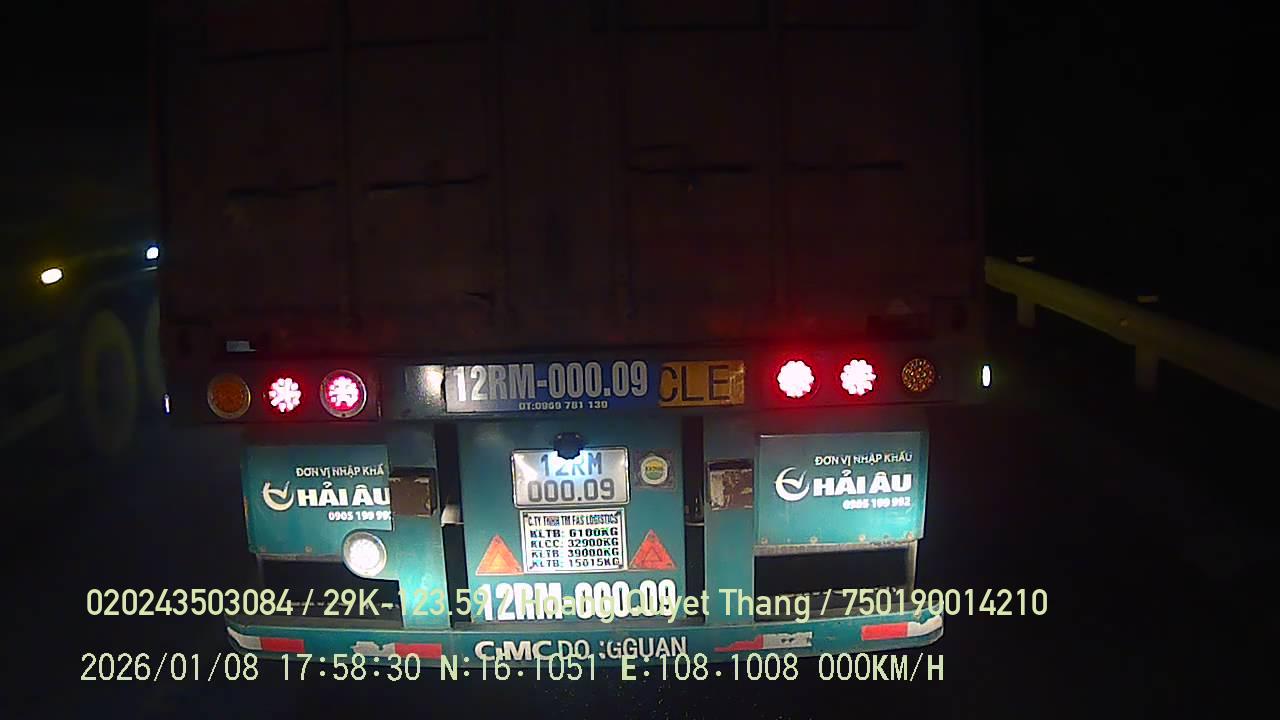 12RM-000.09
CLE
ĐT:0969 781 139
12RM
000.09
ĐƠN VỊ NHẬP KHẨ
HẢI ÂU
0905 199 992
ĐƠN VỊ NHẬP KHẨU
HẢI ÂU
0905 199 992
C.TY TNHH TM FAS LOGISTICS
KLTB: 6100KG
KLCC: 32900KG
KLTB: 39000KG
KLTB: 15015KG
12RM-000.09
020243503084 / 29K-123.59 / Hoang Quyet Thang / 750190014210
CIMC DONGGUAN
2026/01/08 17:58:30 N:16.1051 E:108.1008 000KM/H